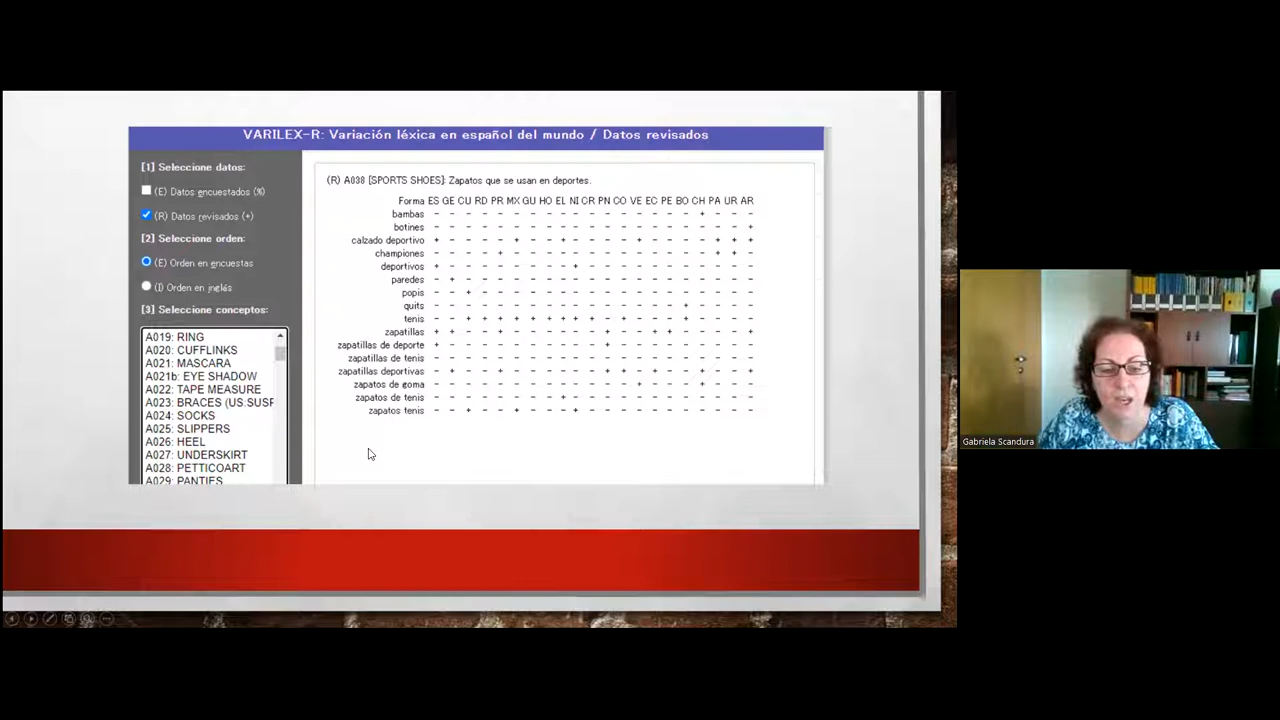 VARILEX-R: Variación léxica en español del mundo / Datos revisados
[1] Seleccione datos:
(E) Datos encuestados (%)
(R) Datos revisados (+)
[2] Seleccione orden:
(E) Orden en encuestas
(I) Orden en inglés
[3] Seleccione conceptos:
A019: RING
A020: CUFFLINKS
A021: MASCARA
A021b: EYE SHADOW
A022: TAPE MEASURE
A023: BRACES (US.SUSF
A024: SOCKS
A025: SLIPPERS
A026: HEEL
A027: UNDERSKIRT
A028: PETTICOART
A029: PANTIES
(R) A038 [SPORTS SHOES]: Zapatos que se usan en deportes.
Forma ES GE CU RD PR MX GU HO EL NI CR PN CO VE EC PE BO CH PA UR AR
bambas - - - - - - - - - - - - - - - - - + - - -
botines - - - - - - - - - - - - - - - - - - - - +
calzado deportivo + - - - - + - - + - - - - + - - - - + + +
championes - - - - + - - - - - - - - - - - - - + + -
deportivos + - - - - - - - - + - - - - - - - - - - -
paredes - + - - - - - - - - - - - - - - - - - - -
popis - - + - - - - - - - - - - - - - - - - - -
quits - - - - - - - - - - - - - - - - + - - - -
tenis - - + + + + + + + + + - - - - - + - - - -
zapatillas + + - - + - - - - - - + - - + + - - - - +
zapatillas de deporte + - - - - - - - - - - + - - - - - - - - -
zapatillas de tenis - - - - - - - - - - - - - - - - - - - - -
zapatillas deportivas - + - - + - - - - - - + + - + - - + - - +
zapatos de goma - - - - - - - - - - - - - + - - - + - - -
zapatos de tenis - - - - - - - - + - - - - - - - - - - - -
zapatos tenis - - + - - + - - - + - - - - - - - - - - -
Gabriela Scandura